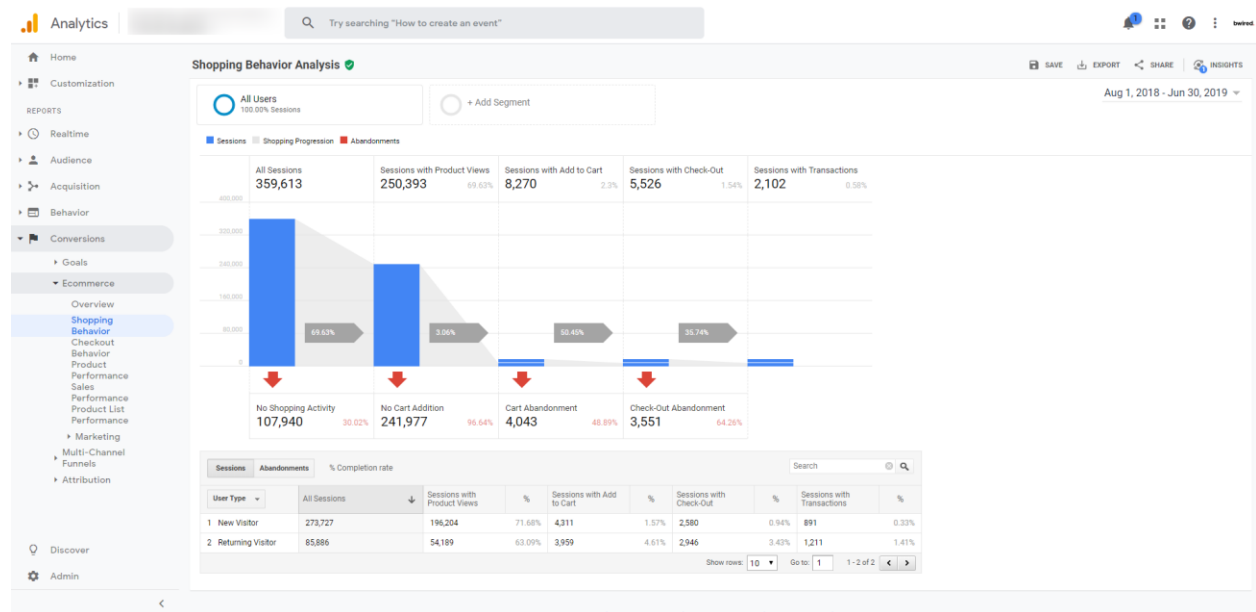 Analytics
Try searching "How to create an event"
1
bwired.
Home
Customization
REPORTS
Realtime
Audience
Acquisition
Behavior
Conversions
Goals
Ecommerce
Overview
Shopping
Behavior
Checkout
Behavior
Product
Performance
Sales
Performance
Product List
Performance
Marketing
Multi-Channel
Funnels
Attribution
Discover
Admin
Shopping Behavior Analysis
SAVE EXPORT SHARE INSIGHTS
Aug 1, 2018 - Jun 30, 2019
All Users
100.00% Sessions
+ Add Segment
Sessions Shopping Progression Abandonments
All Sessions Sessions with Product Views Sessions with Add to Cart Sessions with Check-Out Sessions with Transactions
359,613 250,393 69.63% 8,270 2.3% 5,526 1.54% 2,102 0.58%
400,000
320,000
240,000
160,000
80,000
69.63% 3.06% 50.45% 35.74%
0
No Shopping Activity No Cart Addition Cart Abandonment Check-Out Abandonment
107,940 30.02% 241,977 96.64% 4,043 48.89% 3,551 64.26%
Sessions Abandonments % Completion rate Search
User Type All Sessions Sessions with Product Views % Sessions with Add to Cart % Sessions with Check-Out % Sessions with Transactions %
1 New Visitor 273,727 196,204 71.68% 4,311 1.57% 2,580 0.94% 891 0.33%
2 Returning Visitor 85,886 54,189 63.09% 3,959 4.61% 2,946 3.43% 1,211 1.41%
Show rows: 10 Go to: 1 1 - 2 of 2